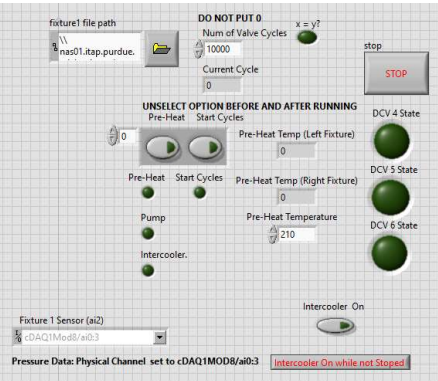 DO NOT PUT 0
fixture1 file path
Num of Valve Cycles
x = y?
\\
nas01.itap.purdue.
10000
stop
STOP
Current Cycle
0
UNSELECT OPTION BEFORE AND AFTER RUNNING
Pre-Heat Start Cycles
DCV 4 State
0
Pre-Heat Temp (Left Fixture)
0
DCV 5 State
Pre-Heat Start Cycles
Pre-Heat Temp (Right Fixture)
0
Pump
Pre-Heat Temperature
210
DCV 6 State
Intercooler.
Intercooler On
Fixture 1 Sensor (ai2)
cDAQ1Mod8/ai0:3
Pressure Data: Physical Channel set to cDAQ1MOD8/ai0:3
Intercooler On while not Stoped